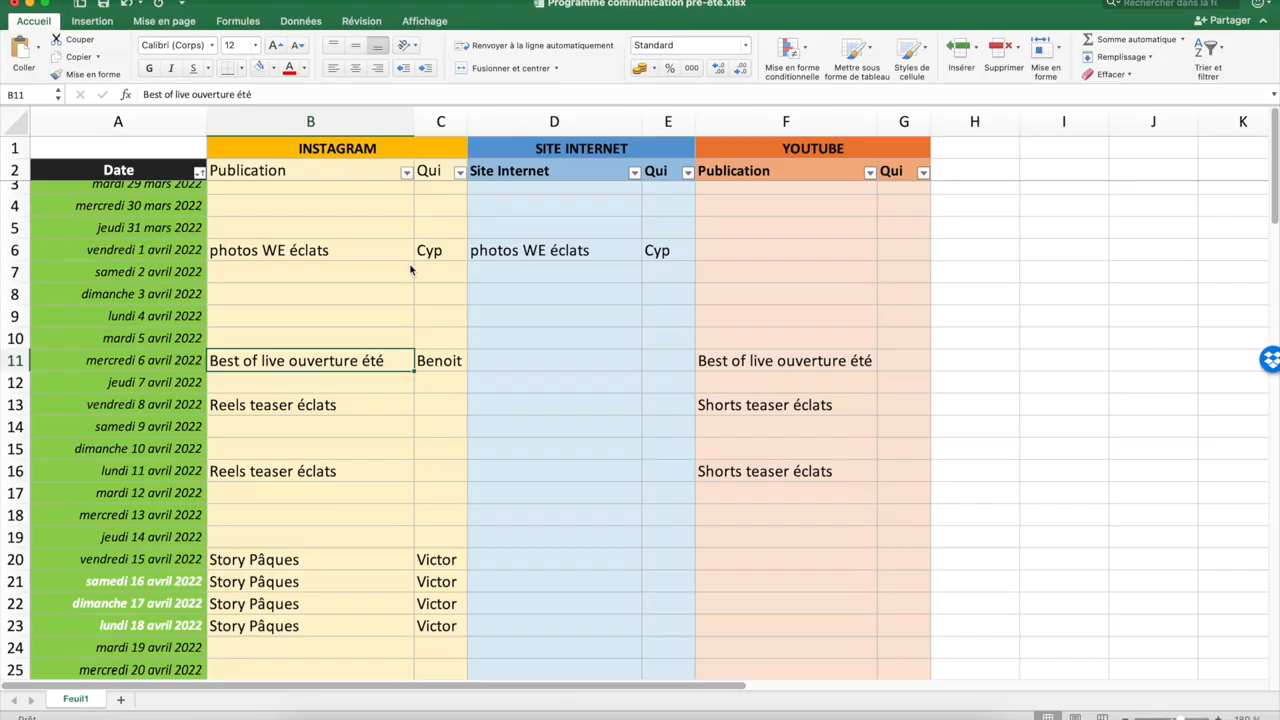 Programme communication pré-été.xlsx
Rechercher dans la f
Accueil Insertion Mise en page Formules Données Révision Affichage Partager
Coller
Couper
Copier
Mise en forme
Calibri (Corps) 12 A A
G I S A
Renvoyer à la ligne automatiquement
Fusionner et centrer
Standard
% 000
Mise en forme conditionnelle
Mettre sous forme de tableau
Styles de cellule
Insérer
Supprimer
Mise en forme
Somme automatique
Remplissage
Effacer
Trier et filtrer
B11 fx Best of live ouverture été
A B C D E F G H I J K
1 INSTAGRAM SITE INTERNET YOUTUBE
2 Date Publication Qui Site Internet Qui Publication Qui
3 mardi 29 mars 2022
4 mercredi 30 mars 2022
5 jeudi 31 mars 2022
6 vendredi 1 avril 2022 photos WE éclats Cyp photos WE éclats Cyp
7 samedi 2 avril 2022
8 dimanche 3 avril 2022
9 lundi 4 avril 2022
10 mardi 5 avril 2022
11 mercredi 6 avril 2022 Best of live ouverture été Benoit Best of live ouverture été
12 jeudi 7 avril 2022
13 vendredi 8 avril 2022 Reels teaser éclats Shorts teaser éclats
14 samedi 9 avril 2022
15 dimanche 10 avril 2022
16 lundi 11 avril 2022 Reels teaser éclats Shorts teaser éclats
17 mardi 12 avril 2022
18 mercredi 13 avril 2022
19 jeudi 14 avril 2022
20 vendredi 15 avril 2022 Story Pâques Victor
21 samedi 16 avril 2022 Story Pâques Victor
22 dimanche 17 avril 2022 Story Pâques Victor
23 lundi 18 avril 2022 Story Pâques Victor
24 mardi 19 avril 2022
25 mercredi 20 avril 2022
Feuil1
Prêt
180 %